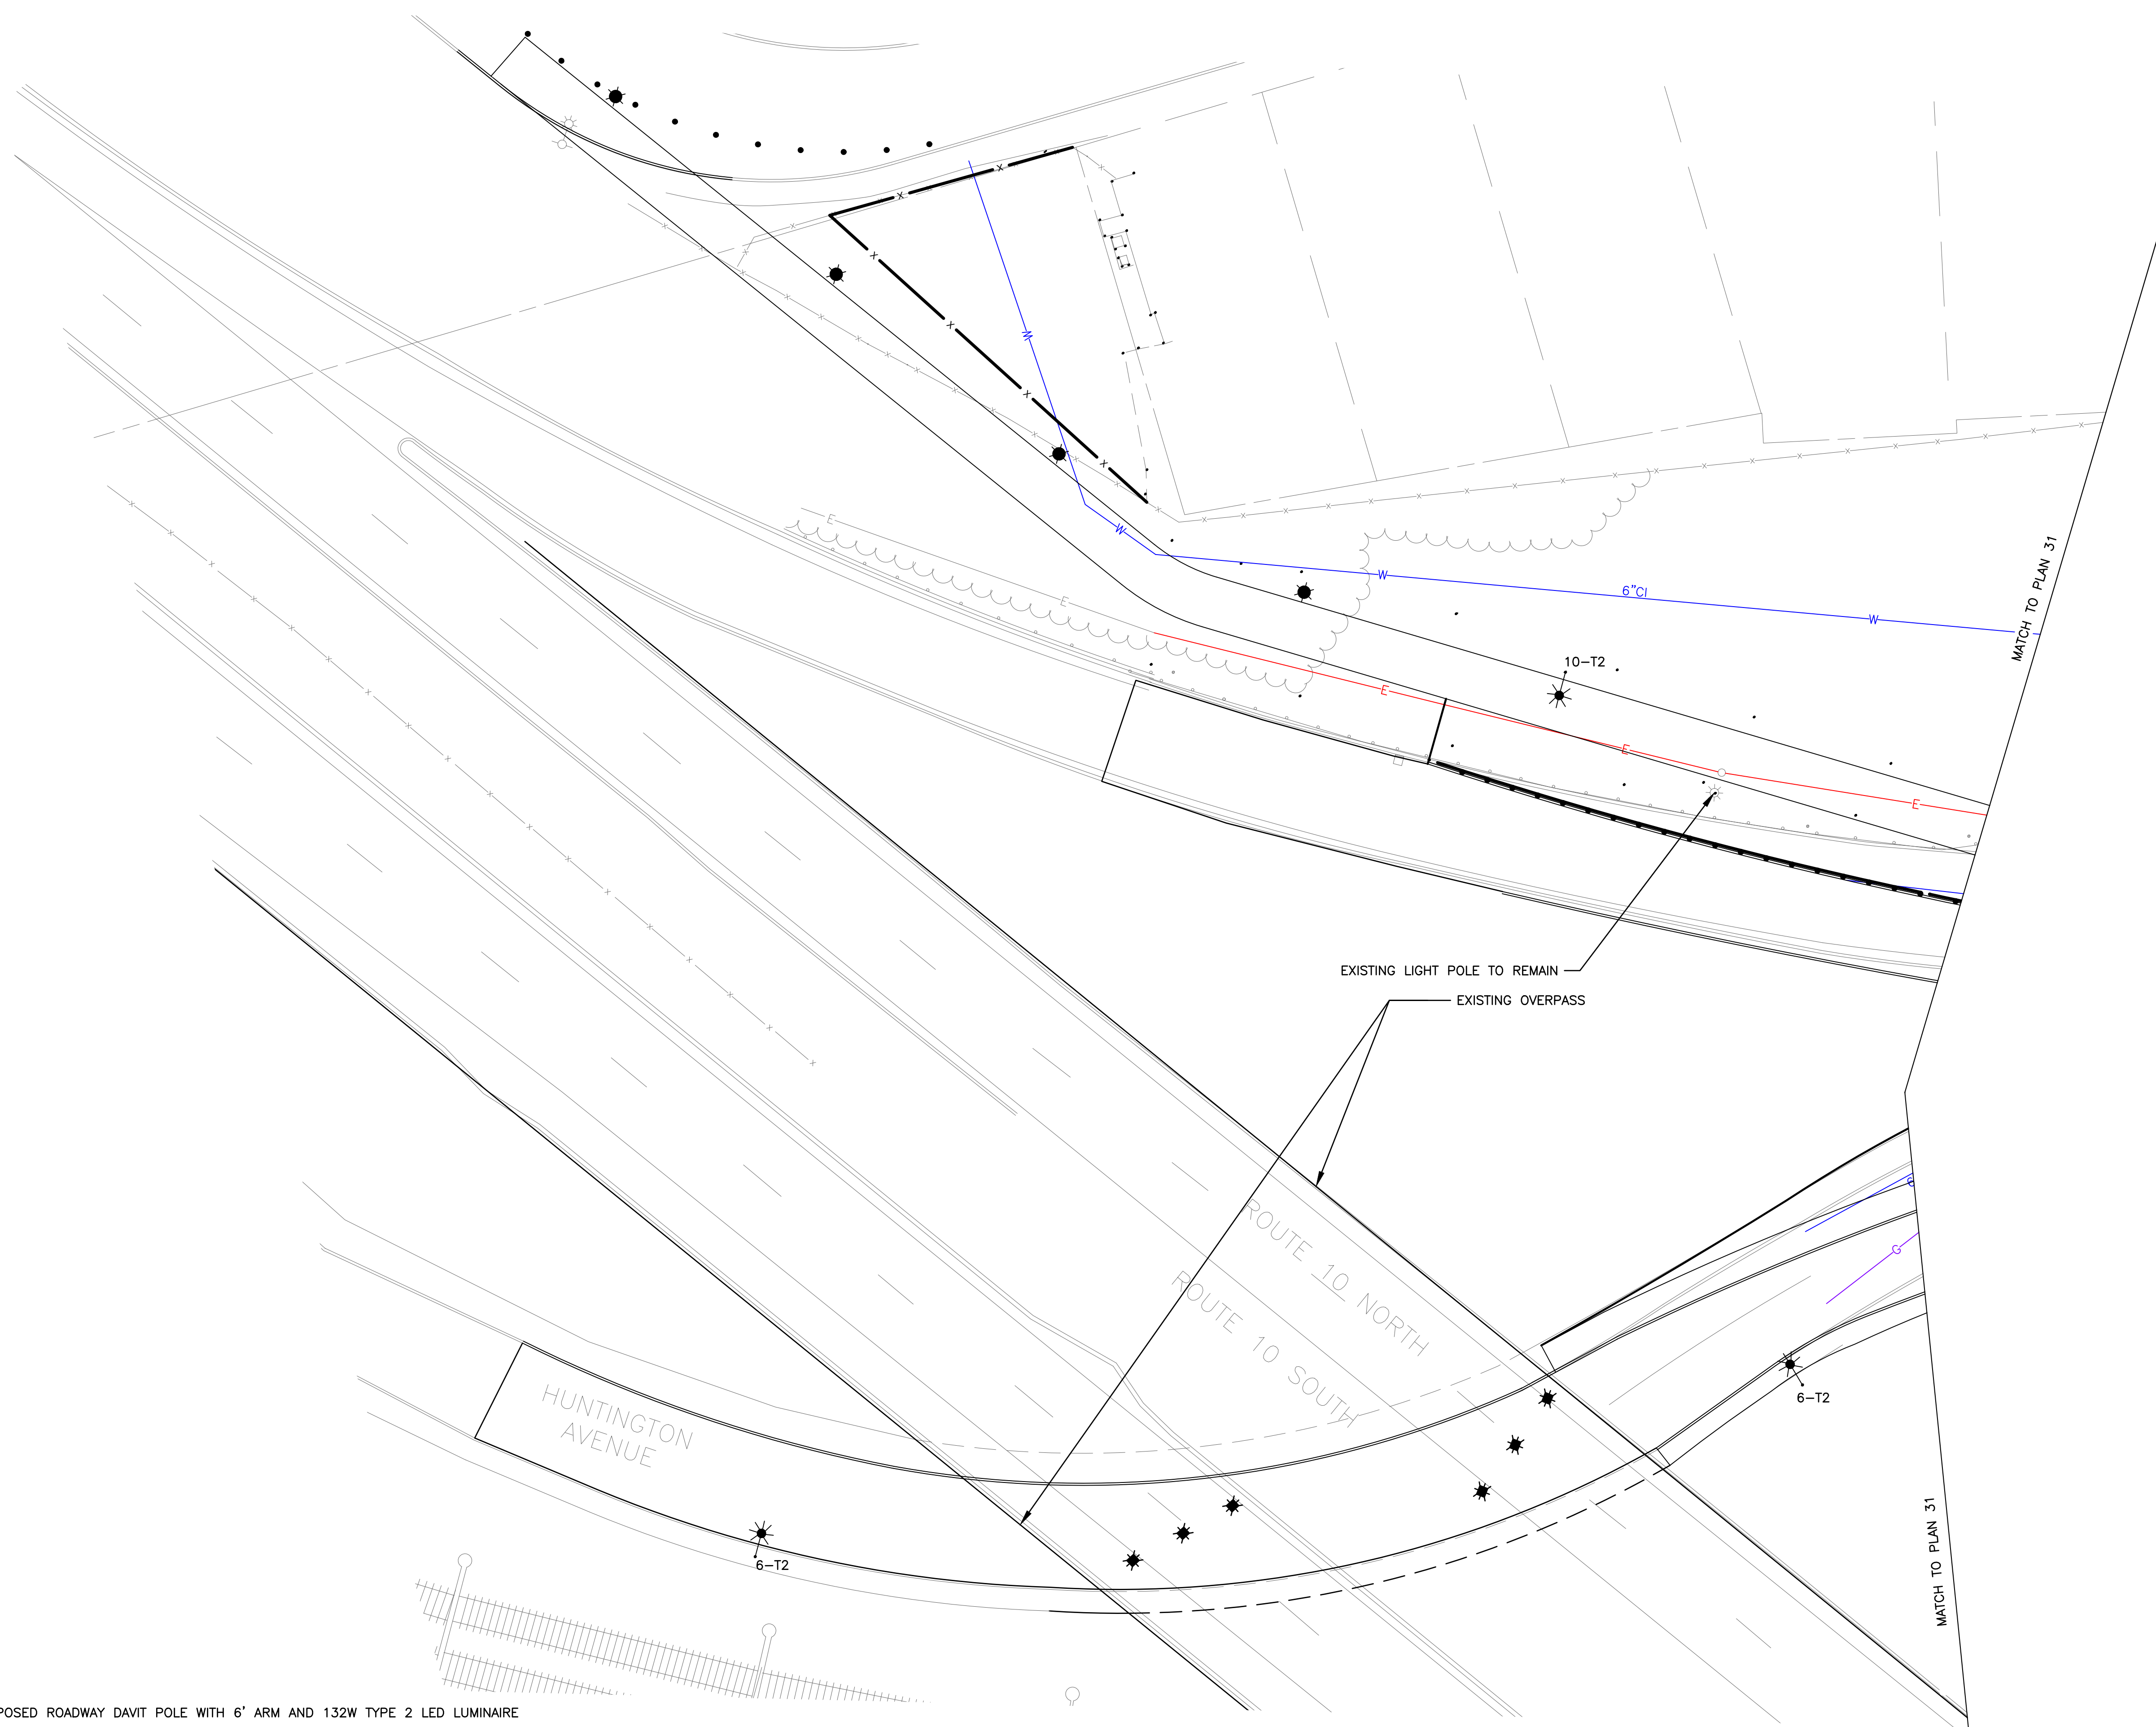 W
W
W
6"CI
W
E
E
E
E
E
10-T2
MATCH TO PLAN 31
EXISTING LIGHT POLE TO REMAIN
EXISTING OVERPASS
ROUTE 10 NORTH
ROUTE 10 SOUTH
G
HUNTINGTON
AVENUE
6-T2
6-T2
MATCH TO PLAN 31
POSED ROADWAY DAVIT POLE WITH 6' ARM AND 132W TYPE 2 LED LUMINAIRE